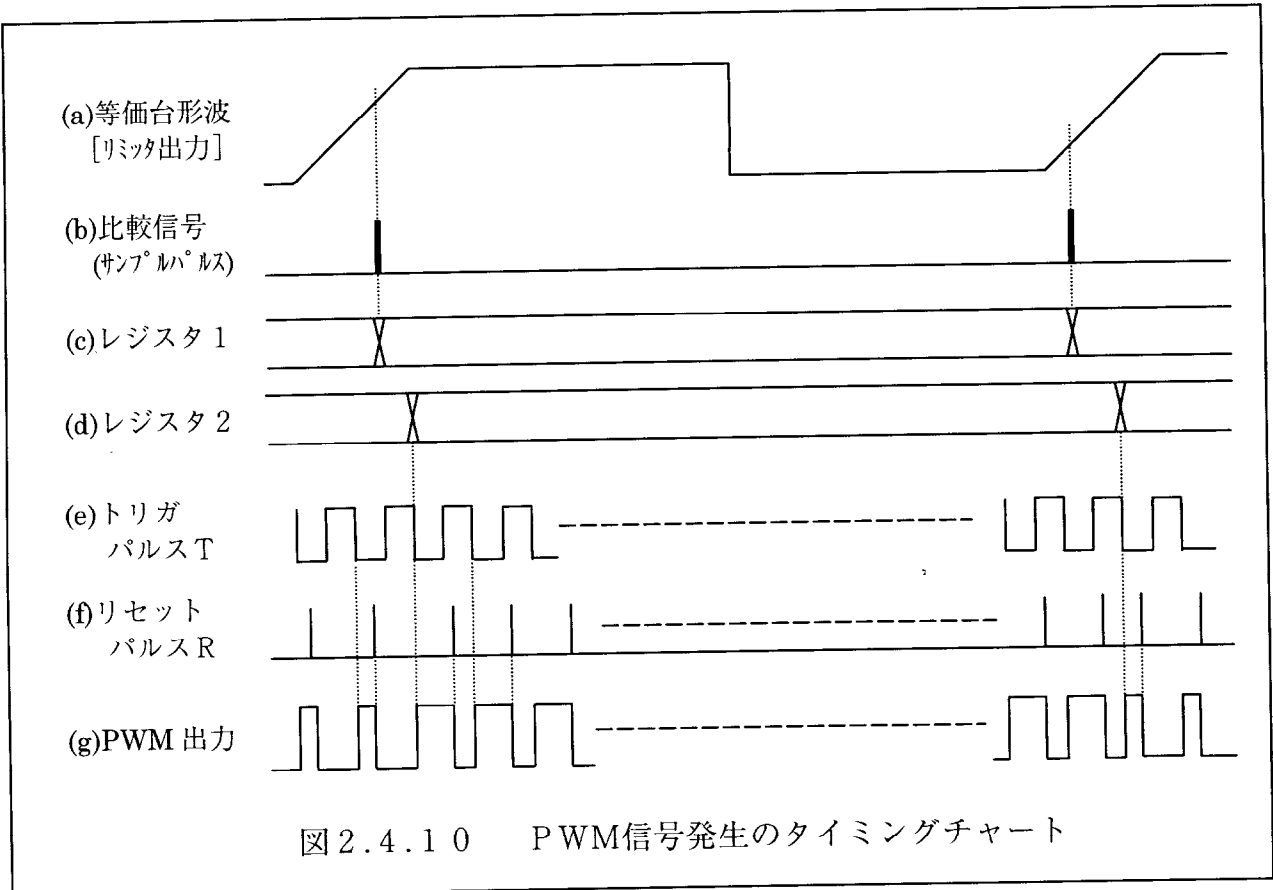 (a)等価台形波
[リミッタ出力]
(b)比較信号
(サンプルパルス)
(c)レジスタ1
(d)レジスタ2
(e)トリガ
パルスT
(f)リセット
パルスR
(g)PWM 出力
図2.4.10 PWM信号発生のタイミングチャート